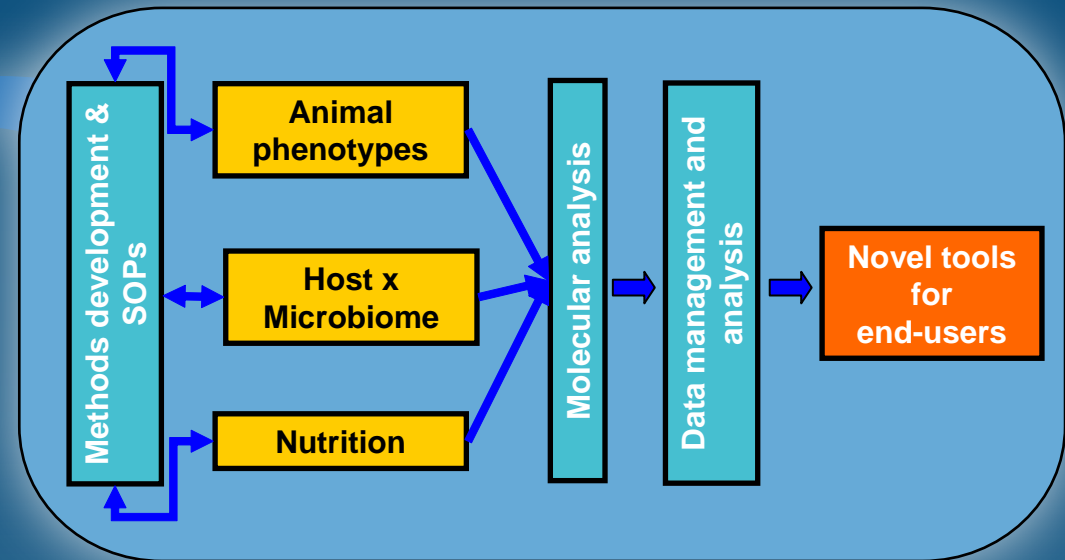 Methods development &
SOPs
Animal
phenotypes
Host x
Microbiome
Nutrition
Molecular analysis
Data management and
analysis
Novel tools
for
end-users